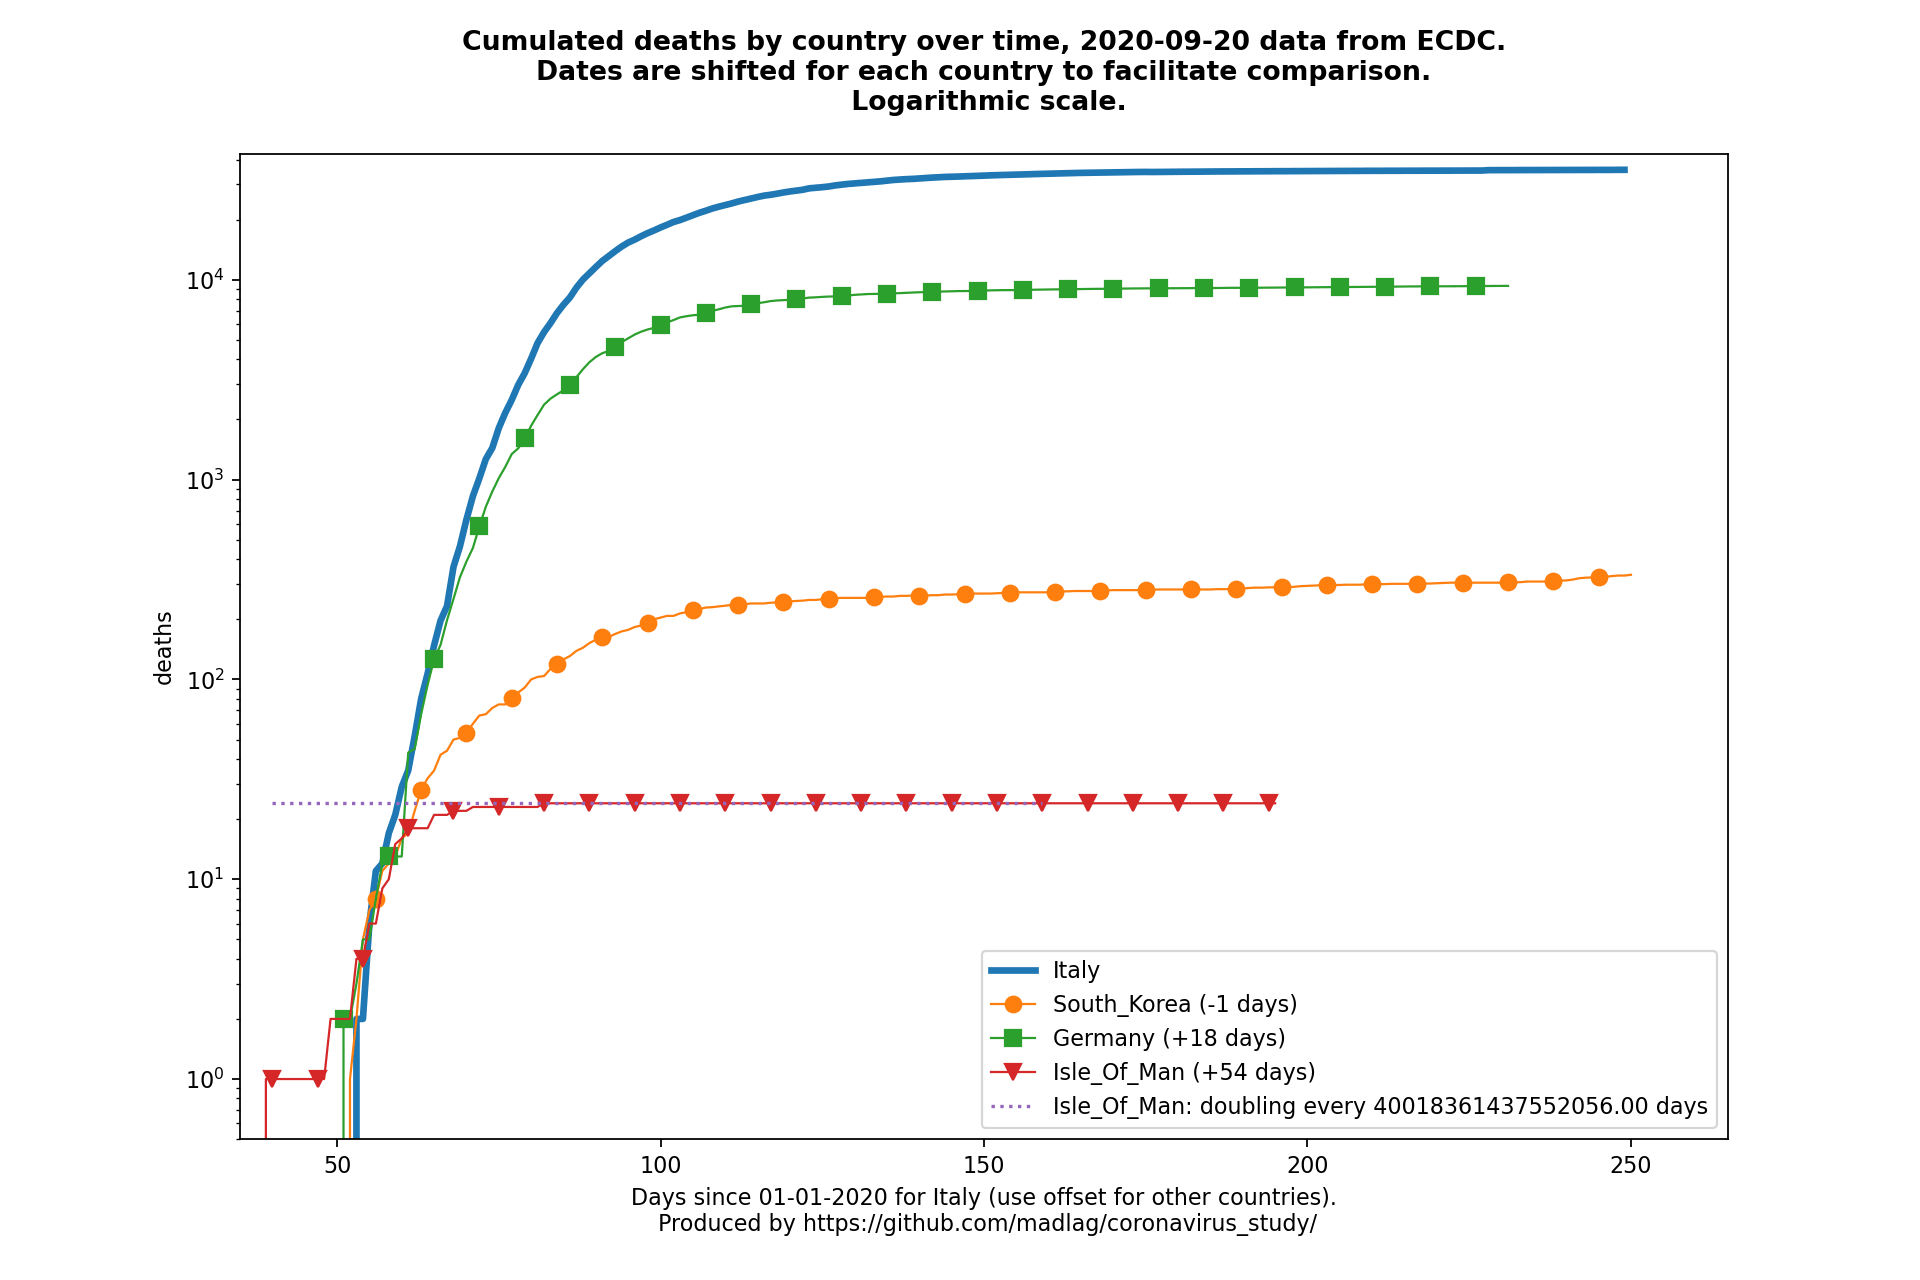 Cumulated deaths by country over time, 2020-09-20 data from ECDC.
Dates are shifted for each country to facilitate comparison.
Logarithmic scale.
10^4
10^3
10^2
10^1
10^0
deaths
Italy
South_Korea (-1 days)
Germany (+18 days)
Isle_Of_Man (+54 days)
Isle_Of_Man: doubling every 40018361437552056.00 days
50 100 150 200 250
Days since 01-01-2020 for Italy (use offset for other countries).
Produced by https://github.com/madlag/coronavirus_study/